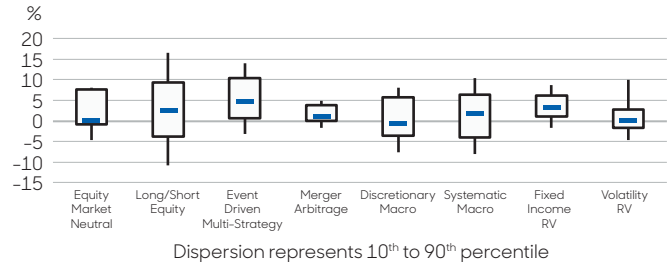 %
20
15
10
5
0
-5
-10
-15
Equity
Market
Neutral
Long/Short
Equity
Event
Driven
Multi-Strategy
Merger
Arbitrage
Discretionary
Macro
Systematic
Macro
Fixed
Income
RV
Volatility
RV
Dispersion represents 10th to 90th percentile